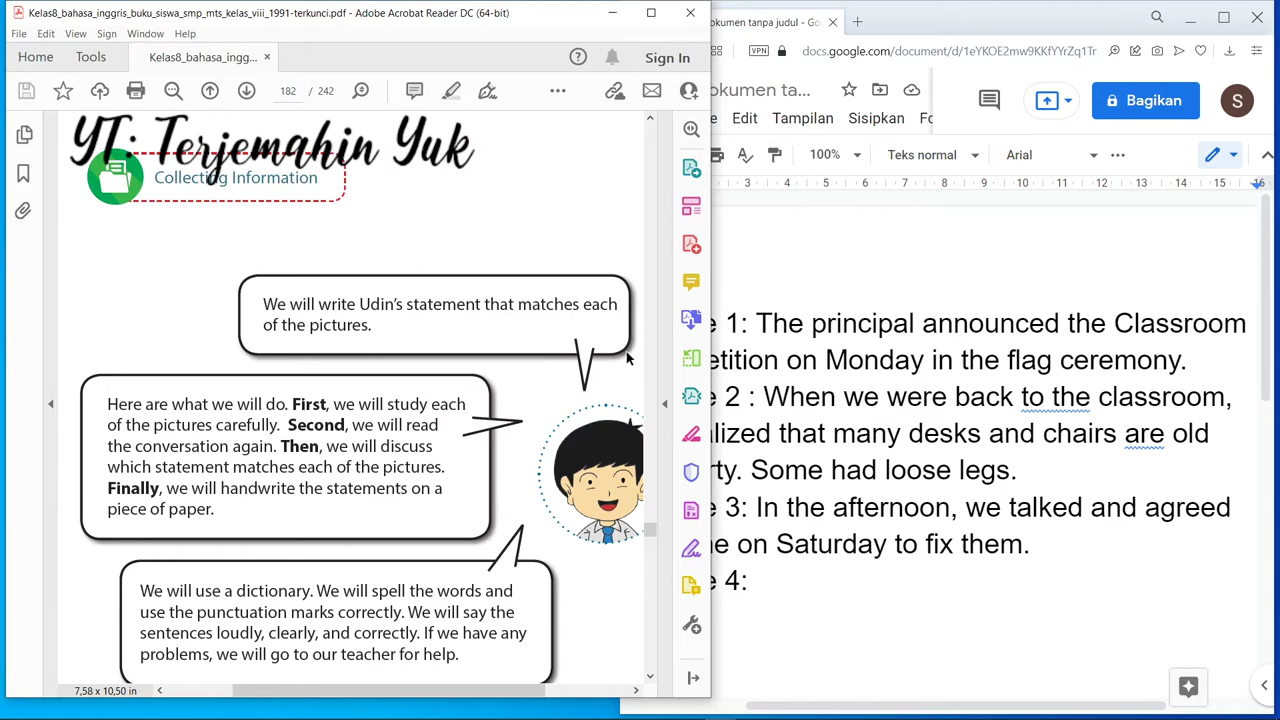 Kelas8_bahasa_inggris_buku_siswa_smp_mts_kelas_viii_1991-terkunci.pdf - Adobe Acrobat Reader DC (64-bit)
File Edit View Sign Window Help
Home Tools Kelas8_bahasa_ingg... × Sign In
182 / 242
YT: Terjemahin Yuk
Collecting Information
We will write Udin's statement that matches each
of the pictures.
Here are what we will do. First, we will study each
of the pictures carefully. Second, we will read
the conversation again. Then, we will discuss
which statement matches each of the pictures.
Finally, we will handwrite the statements on a
piece of paper.
We will use a dictionary. We will spell the words and
use the punctuation marks correctly. We will say the
sentences loudly, clearly, and correctly. If we have any
problems, we will go to our teacher for help.
7,58 x 10,50 in
okumen tanpa judul - Go
VPN docs.google.com/document/d/1eYKOE2mw9KKfYYrZq1Tr
okumen ta...
Edit Tampilan Sisipkan Fo
Bagikan
S
100% Teks normal Arial
3 4 5 6 7 8 9 10 11 12 13 14 15 16
e 1: The principal announced the Classroom
etition on Monday in the flag ceremony.
e 2 : When we were back to the classroom,
alized that many desks and chairs are old
rty. Some had loose legs.
e 3: In the afternoon, we talked and agreed
ne on Saturday to fix them.
e 4: